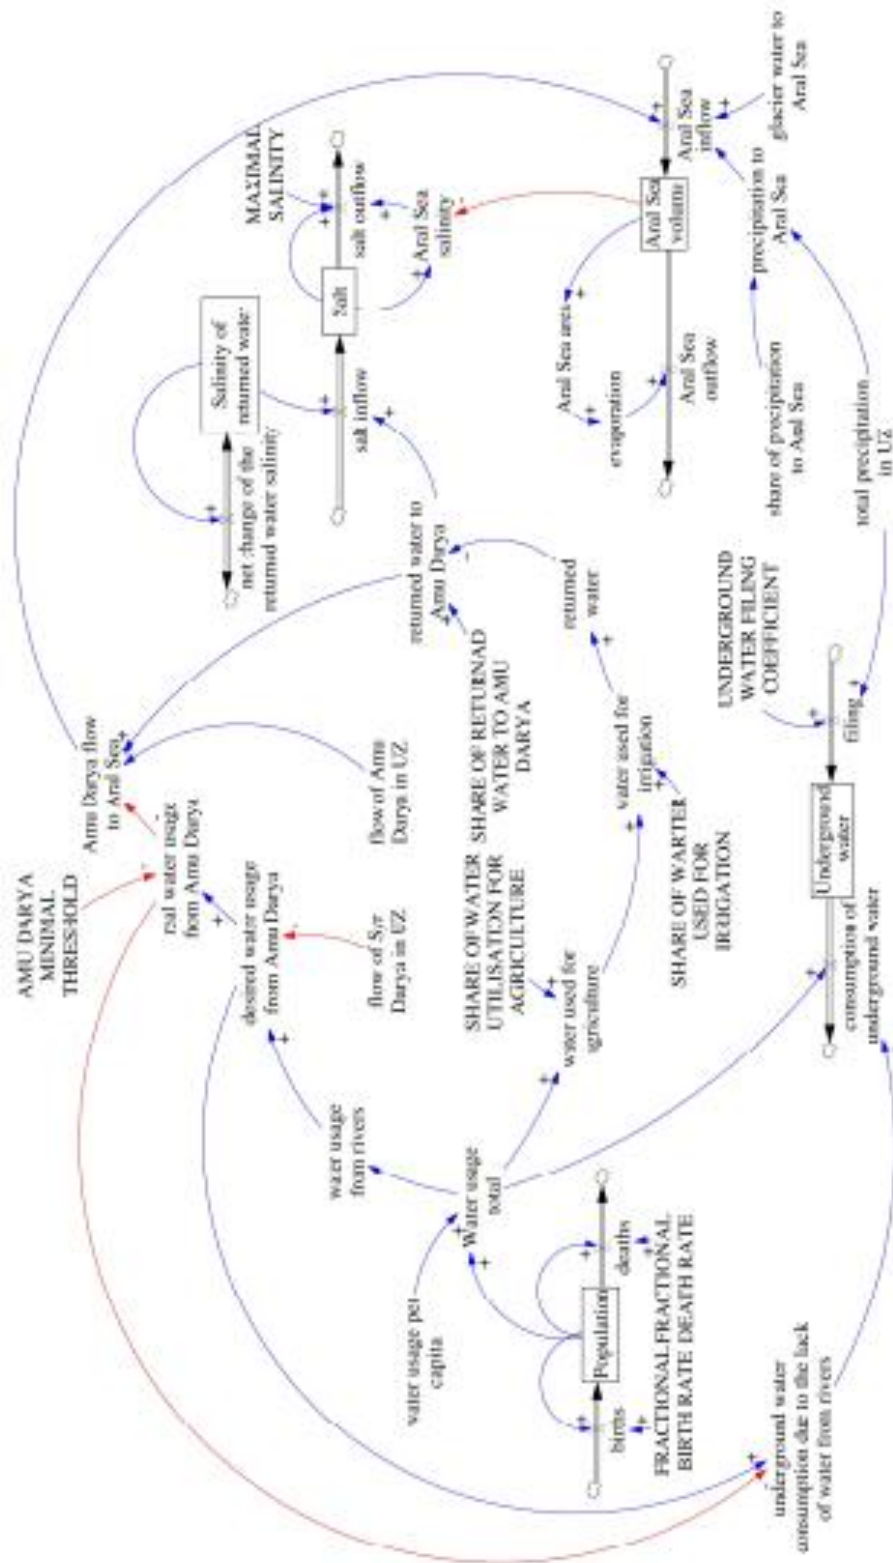 AMU DARYA
MINIMAL
THRESHOLD
Amu Darya flow
to Aral Sea
real water usage
from Amu Darya
desired water usage
from Amu Darya
flow of Syr
Darya in UZ
flow of Amu
Darya in UZ
water usage
from rivers
Water usage
total
water usage per
capita
Population
births
deaths
FRACTIONAL FRACTIONAL
BIRTH RATE DEATH RATE
underground water
consumption due to the lack
of water from rivers
SHARE OF WATER
UTILISATION FOR
AGRICULTURE
water used for
agriculture
SHARE OF RETURNAD
WATER TO AMU
DARYA
returned water to
Amu Darya
returned
water
water used for
irrigation
SHARE OF WARTER
USED FOR
IRRIGATION
net change of the
returned water salinity
Salinity of
returned water
salt inflow
Salt
salt outflow
MAXIMAL
SALINITY
Aral Sea
salinity
Aral Sea area
evaporation
Aral Sea
outflow
Aral Sea
volume
Aral Sea
inflow
glacier water to
Aral Sea
precipitation to
Aral Sea
share of precipitation
to Aral Sea
total precipitation
in UZ
UNDERGROUND
WATER FILING
COEFFICIENT
filing
Underground
water
consumption of
underground water